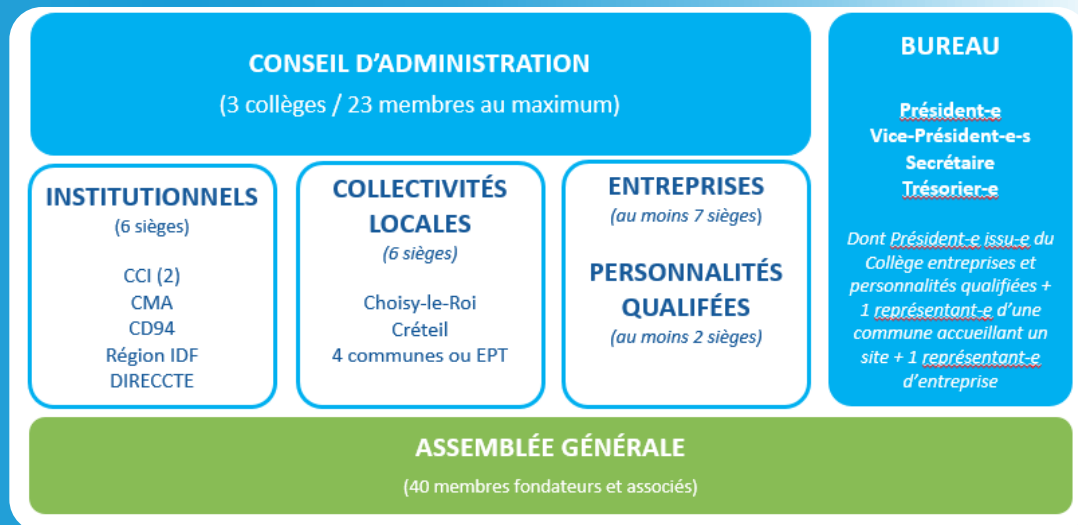 CONSEIL D'ADMINISTRATION
(3 collèges / 23 membres au maximum)
INSTITUTIONNELS
(6 sièges)
CCI (2)
CMA
CD94
Région IDF
DIRECCTE
COLLECTIVITÉS
LOCALES
(6 sièges)
Choisy-le-Roi
Créteil
4 communes ou EPT
ENTREPRISES
(au moins 7 sièges)
PERSONNALITÉS
QUALIFÉES
(au moins 2 sièges)
BUREAU
Président-e
Vice-Président-e-s
Secrétaire
Trésorier-e
Dont Président-e issu-e du
Collège entreprises et
personnalités qualifiées +
1 représentant-e d'une
commune accueillant un
site + 1 représentant-e
d'entreprise
ASSEMBLÉE GÉNÉRALE
(40 membres fondateurs et associés)